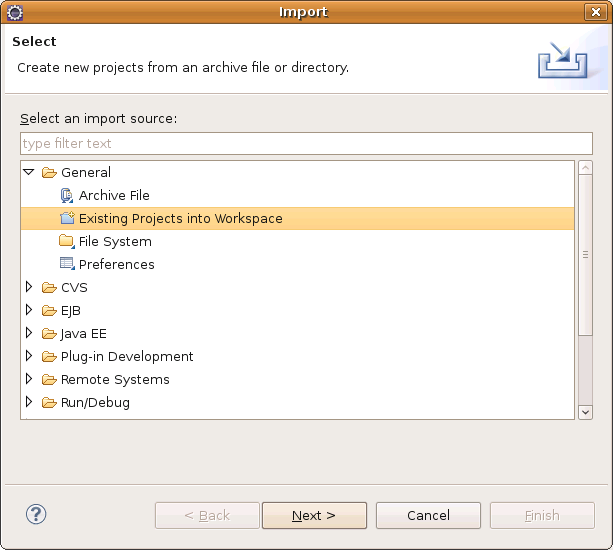 Import
Select
Create new projects from an archive file or directory.
Select an import source:
type filter text
General
Archive File
Existing Projects into Workspace
File System
Preferences
CVS
EJB
Java EE
Plug-in Development
Remote Systems
Run/Debug
? < Back Next > Cancel Finish